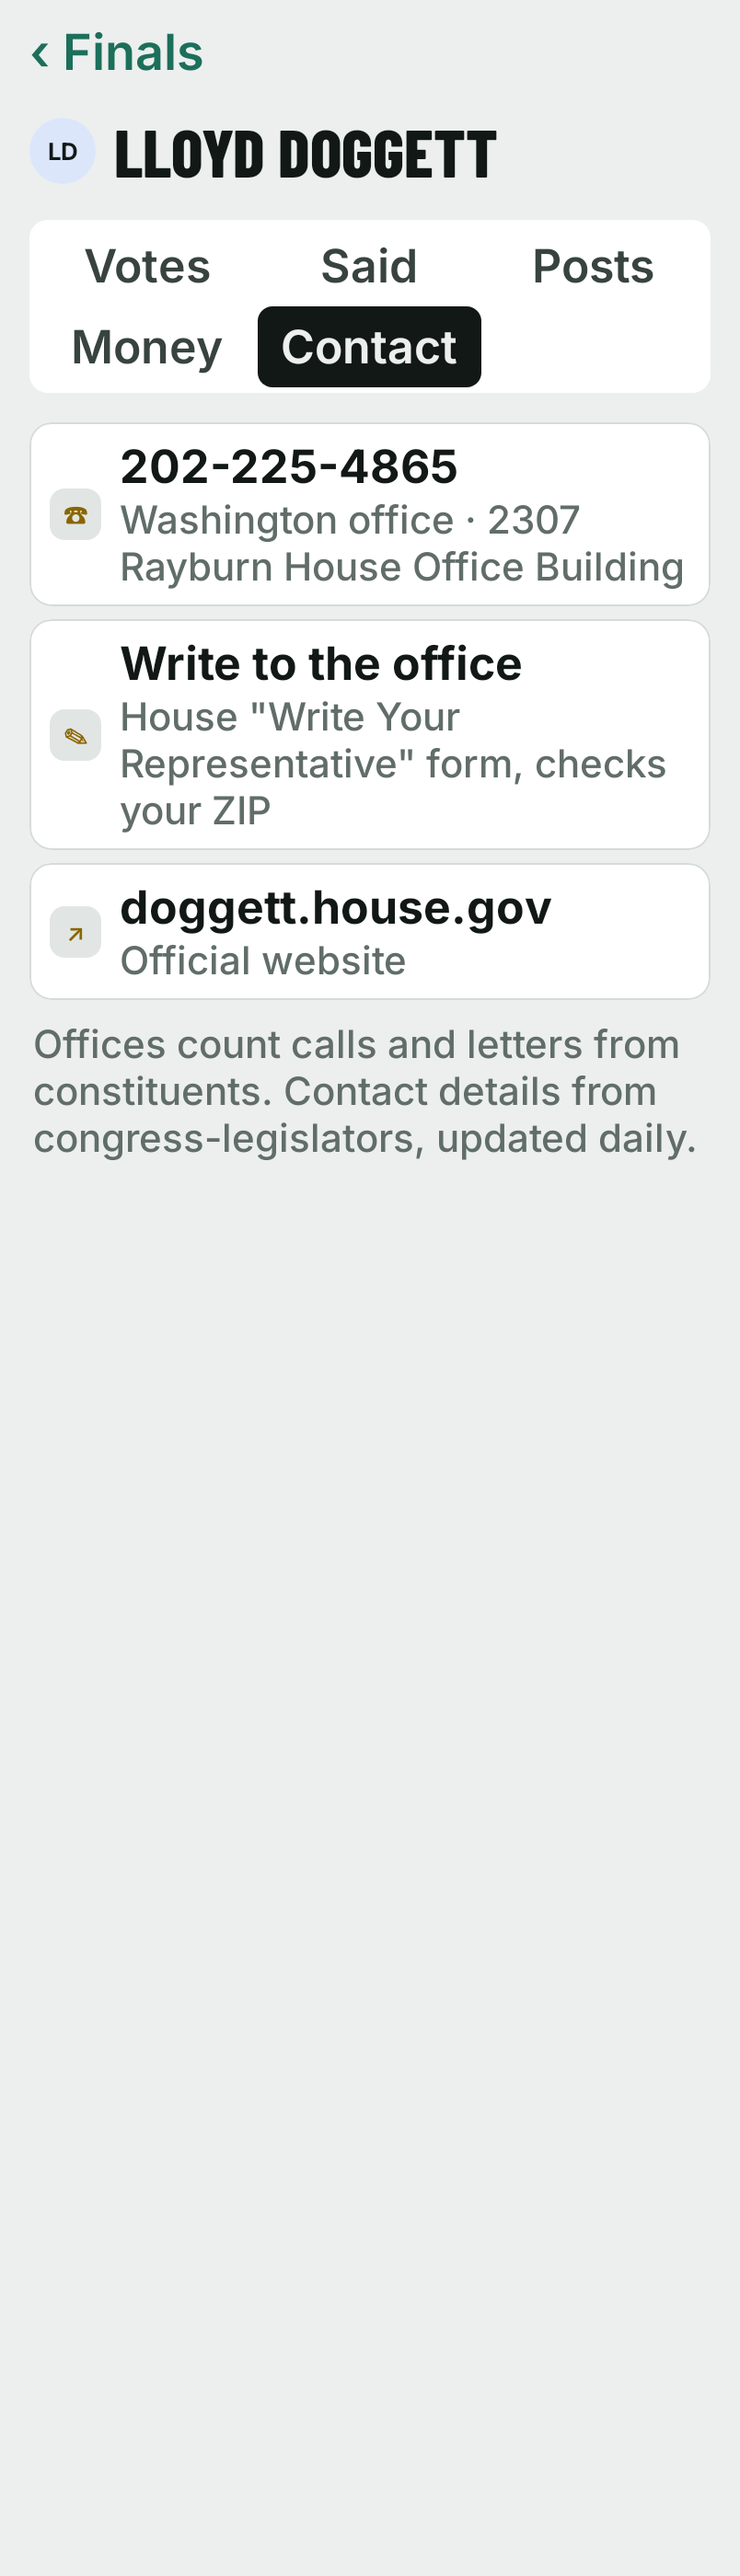 ‹ Finals
LD LLOYD DOGGETT
Votes Said Posts
Money Contact
202-225-4865
Washington office · 2307
Rayburn House Office Building
Write to the office
House "Write Your
Representative" form, checks
your ZIP
doggett.house.gov
Official website
Offices count calls and letters from
constituents. Contact details from
congress-legislators, updated daily.